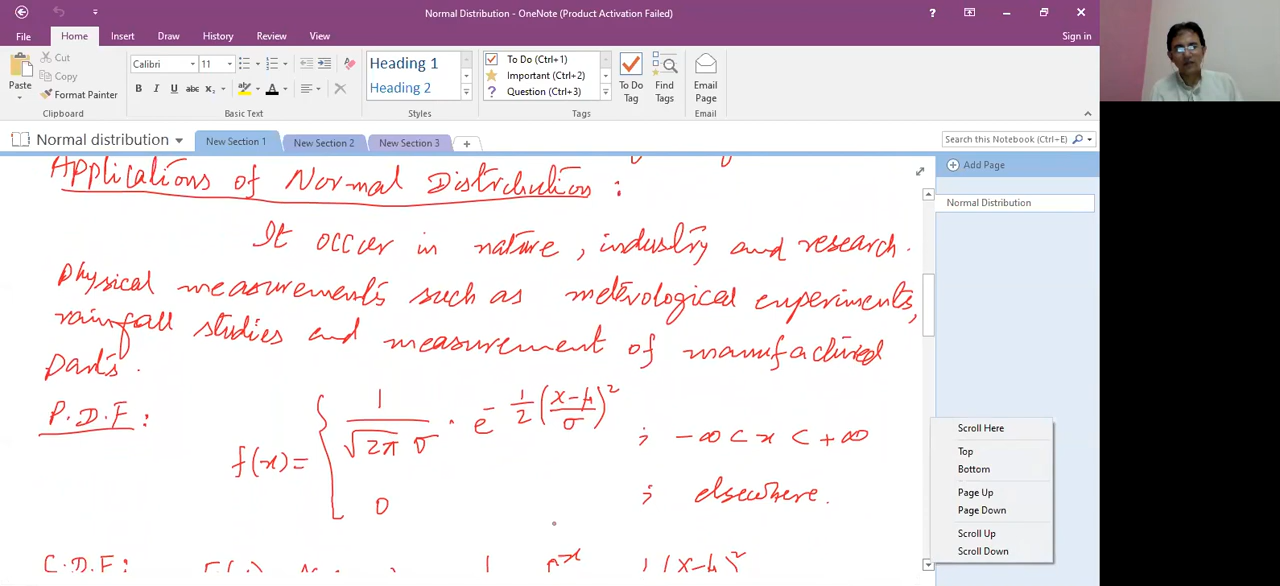 Normal Distribution - OneNote (Product Activation Failed)
File Home Insert Draw History Review View Sign in
Paste Cut Copy Format Painter
Calibri 11
B I U abc X₂ A
Heading 1
Heading 2
To Do (Ctrl+1)
Important (Ctrl+2)
Question (Ctrl+3)
To Do Tag
Find Tags
Email Page
Clipboard Basic Text Styles Tags Email
Normal distribution New Section 1 New Section 2 New Section 3
Search this Notebook (Ctrl+E)
Add Page
Normal Distribution
Applications of Normal Distribution :
It occer in nature, industry and research.
Physical measurements such as meterological experiments,
rainfall studies and measurement of manufactured
Parts.
P.D.F :
f(x) = { 1/(√2π σ) · e^(-1/2 ((x-μ)/σ)²) ; -∞ < x < +∞
0 ; elsewhere.
C.D.F :
Scroll Here
Top
Bottom
Page Up
Page Down
Scroll Up
Scroll Down